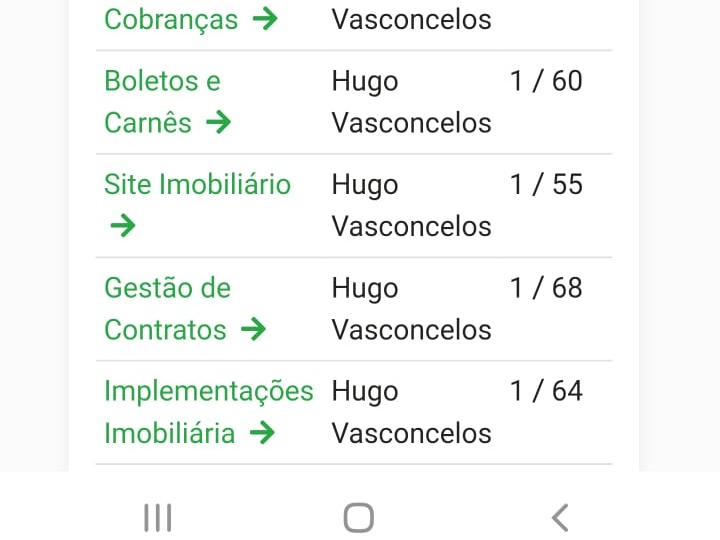 Cobranças → Vasconcelos
Boletos e Hugo 1 / 60
Carnês → Vasconcelos
Site Imobiliário Hugo 1 / 55
→ Vasconcelos
Gestão de Hugo 1 / 68
Contratos → Vasconcelos
Implementações Hugo 1 / 64
Imobiliária → Vasconcelos